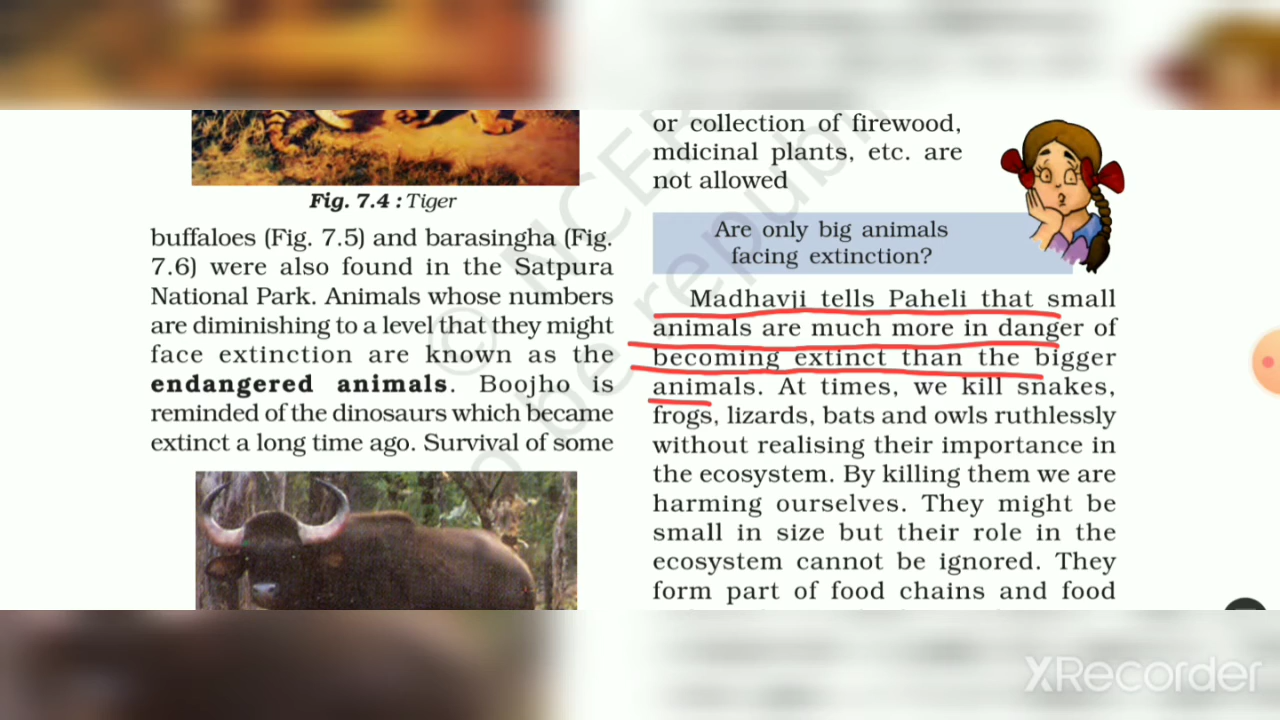 Fig. 7.4 : Tiger
buffaloes (Fig. 7.5) and barasingha (Fig.
7.6) were also found in the Satpura
National Park. Animals whose numbers
are diminishing to a level that they might
face extinction are known as the
endangered animals. Boojho is
reminded of the dinosaurs which became
extinct a long time ago. Survival of some
or collection of firewood,
mdicinal plants, etc. are
not allowed
Are only big animals
facing extinction?
Madhavji tells Paheli that small
animals are much more in danger of
becoming extinct than the bigger
animals. At times, we kill snakes,
frogs, lizards, bats and owls ruthlessly
without realising their importance in
the ecosystem. By killing them we are
harming ourselves. They might be
small in size but their role in the
ecosystem cannot be ignored. They
form part of food chains and food
© NCE
be republi
XRecorder